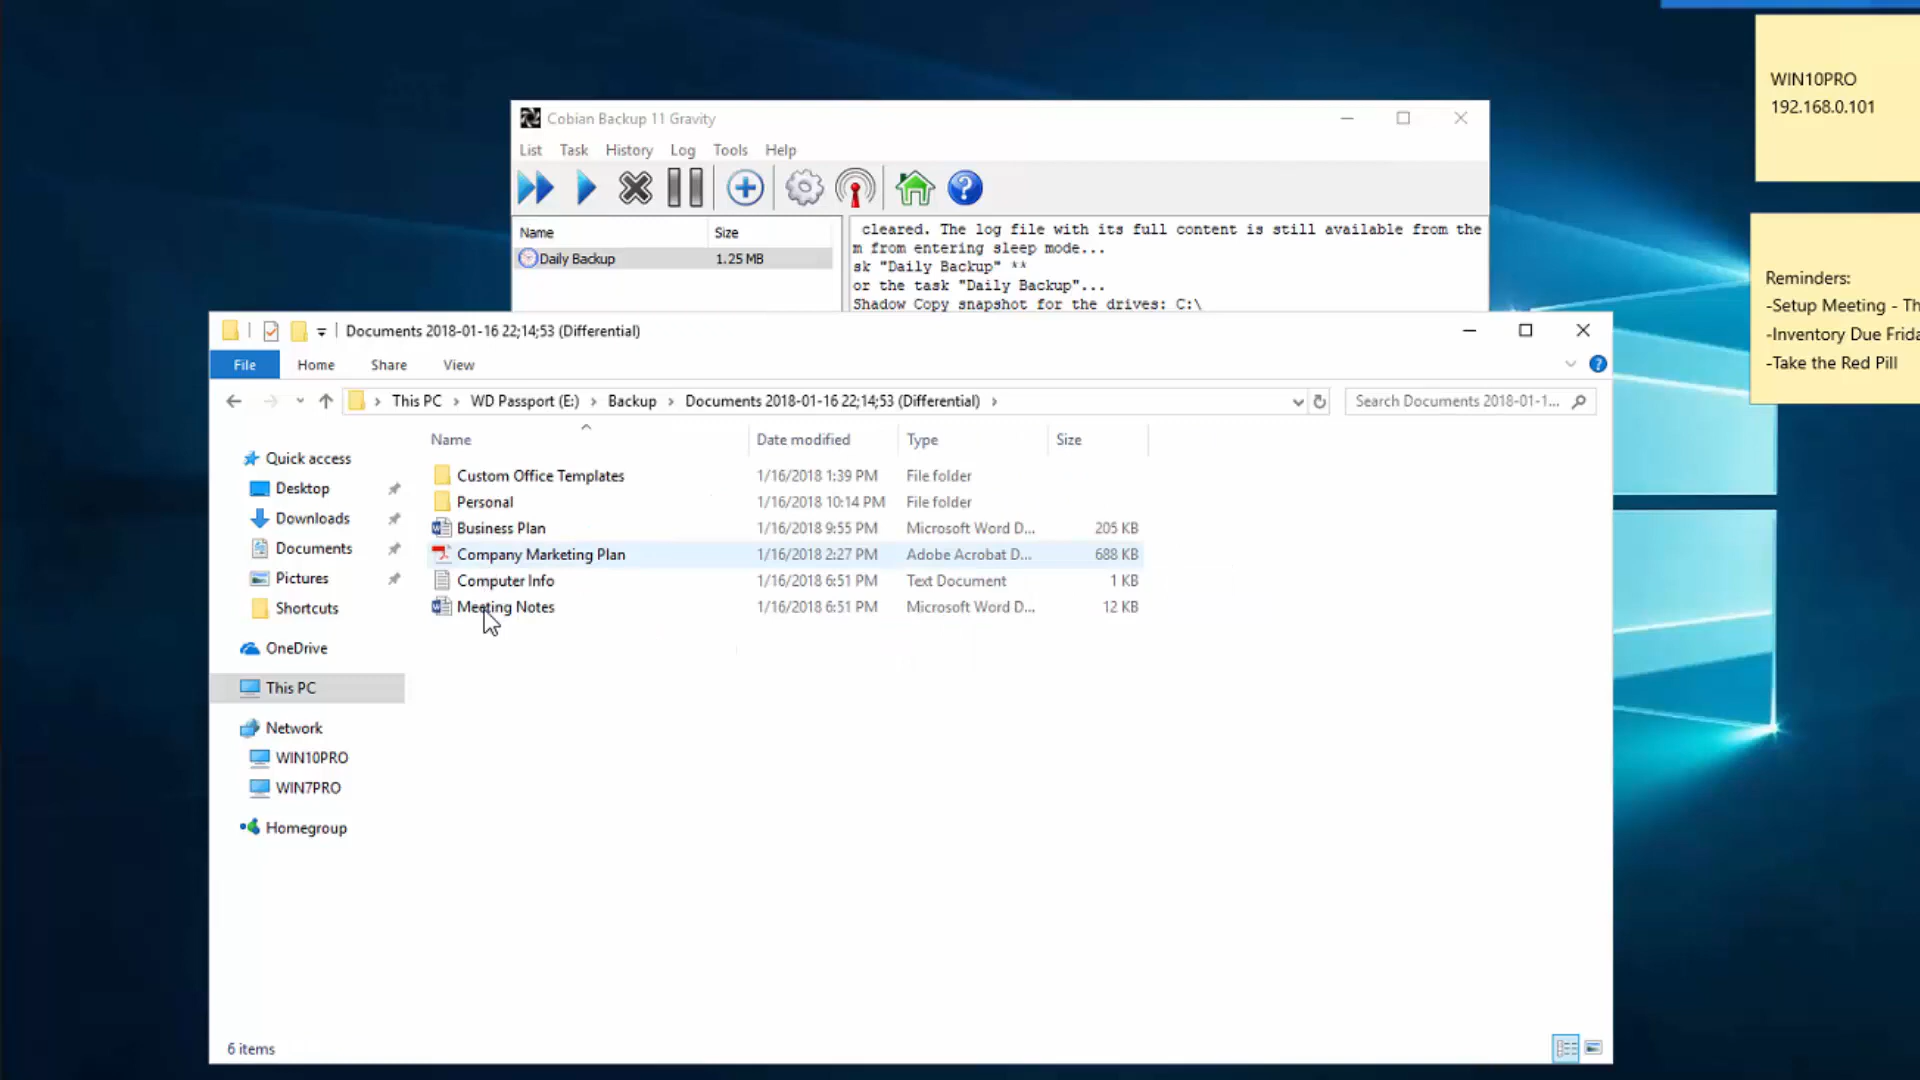 WIN10PRO
192.168.0.101
Reminders:
-Setup Meeting - Th
-Inventory Due Frida
-Take the Red Pill
Cobian Backup 11 Gravity
List Task History Log Tools Help
Name Size
Daily Backup 1.25 MB
cleared. The log file with its full content is still available from the
m from entering sleep mode...
sk "Daily Backup" **
or the task "Daily Backup"...
Shadow Copy snapshot for the drives: C:\
Documents 2018-01-16 22;14;53 (Differential)
File Home Share View
This PC > WD Passport (E:) > Backup > Documents 2018-01-16 22;14;53 (Differential) >
Search Documents 2018-01-1...
Quick access
Desktop
Downloads
Documents
Pictures
Shortcuts
OneDrive
This PC
Network
WIN10PRO
WIN7PRO
Homegroup
Name Date modified Type Size
Custom Office Templates 1/16/2018 1:39 PM File folder
Personal 1/16/2018 10:14 PM File folder
Business Plan 1/16/2018 9:55 PM Microsoft Word D... 205 KB
Company Marketing Plan 1/16/2018 2:27 PM Adobe Acrobat D... 688 KB
Computer Info 1/16/2018 6:51 PM Text Document 1 KB
Meeting Notes 1/16/2018 6:51 PM Microsoft Word D... 12 KB
6 items